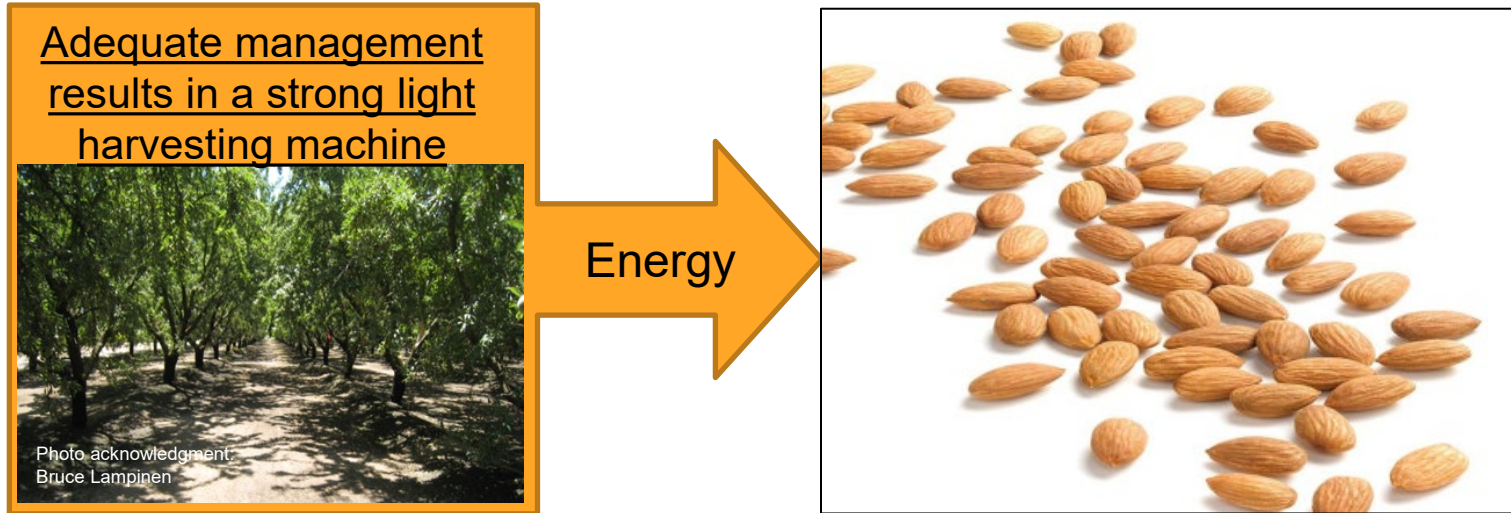 Adequate management
results in a strong light
harvesting machine
Energy
Photo acknowledgment:
Bruce Lampinen